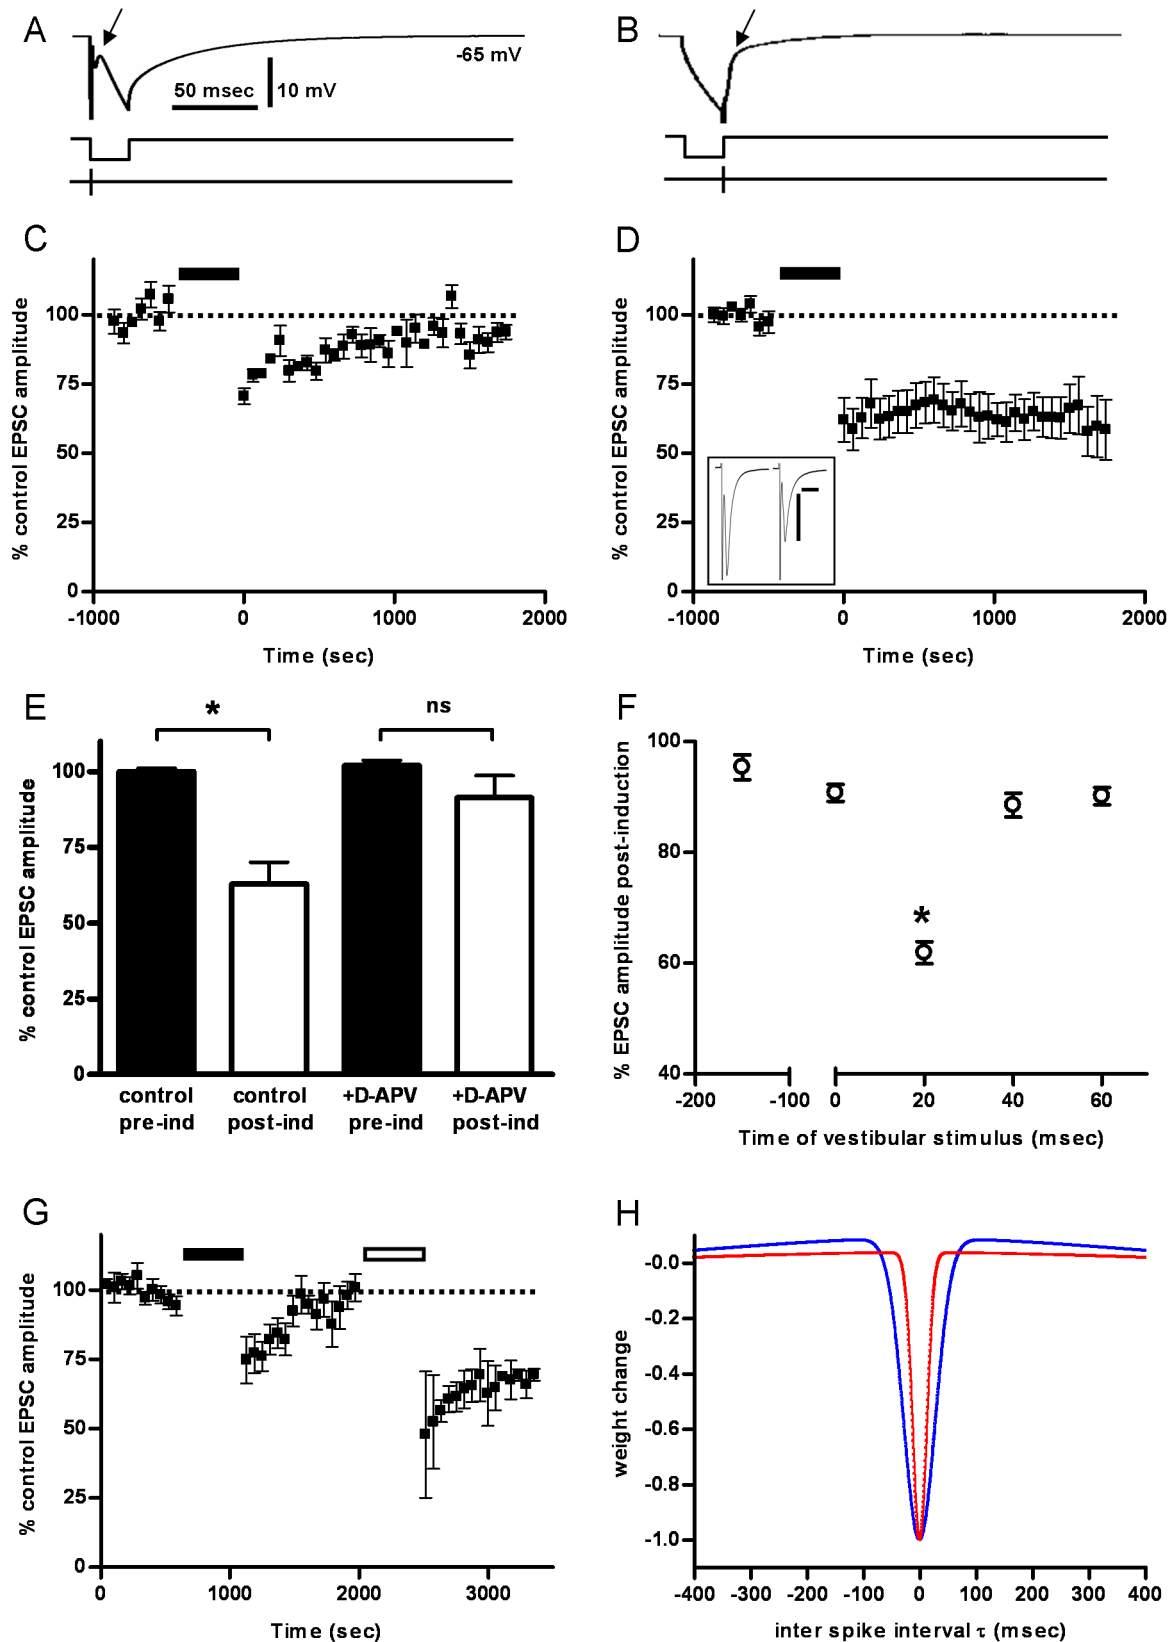 A
-65 mV
50 msec
10 mV
B
C
% control EPSC amplitude
100
75
50
25
0
-1000
0
1000
2000
Time (sec)
D
% control EPSC amplitude
100
75
50
25
0
-1000
0
1000
2000
Time (sec)
E
*
ns
% control EPSC amplitude
100
75
50
25
0
control
pre-ind
control
post-ind
+D-APV
pre-ind
+D-APV
post-ind
F
% EPSC amplitude post-induction
100
80
60
40
*
-200
-100
0
20
40
60
Time of vestibular stimulus (msec)
G
% control EPSC amplitude
100
75
50
25
0
0
1000
2000
3000
Time (sec)
H
weight change
-0.0
-0.2
-0.4
-0.6
-0.8
-1.0
-400
-300
-200
-100
0
100
200
300
400
inter spike interval τ (msec)